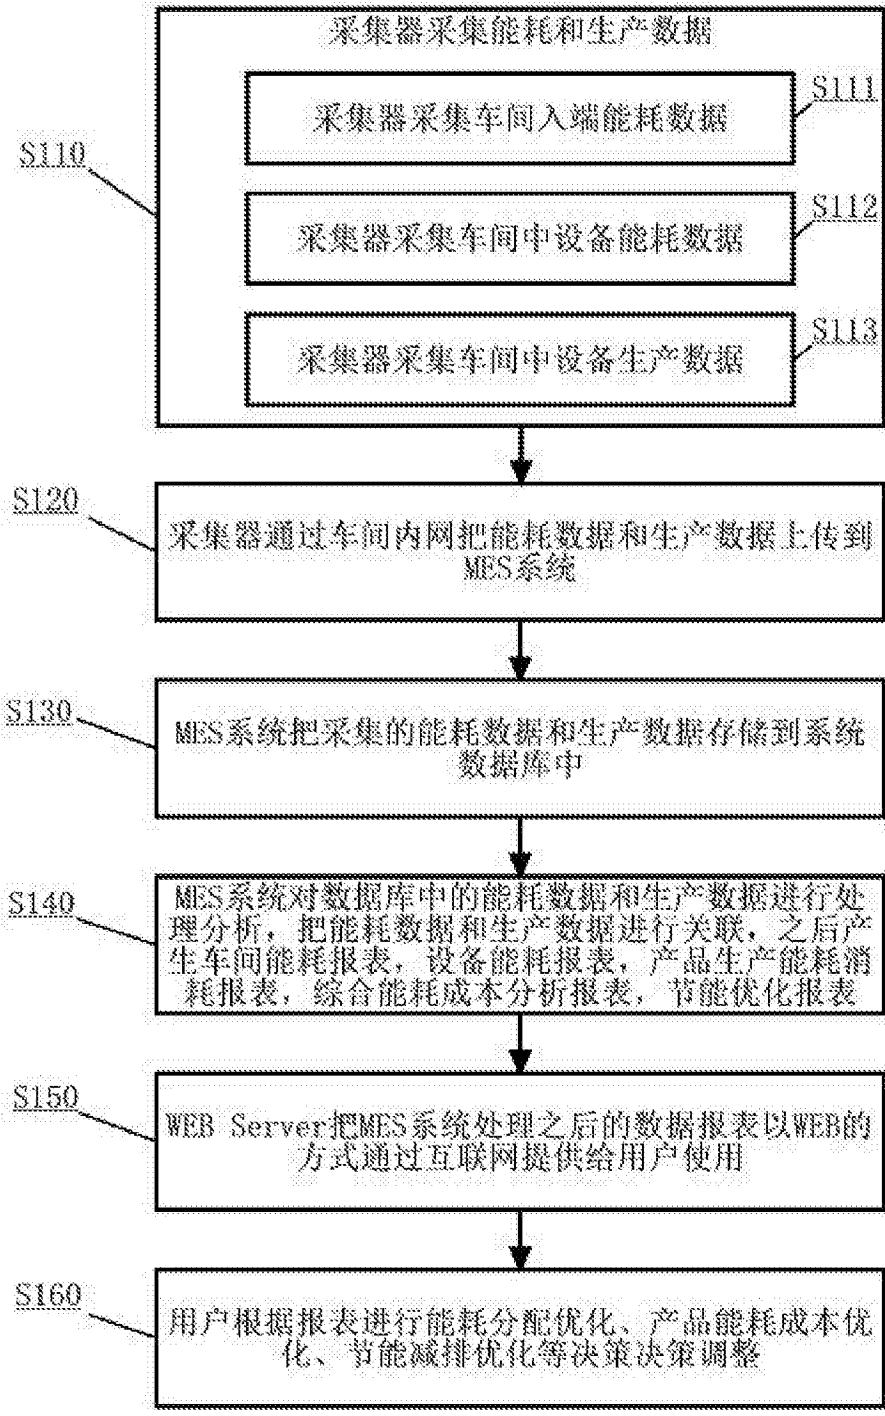 采集器采集能耗和生产数据
S111
采集器采集车间入端能耗数据
S110
S112
采集器采集车间中设备能耗数据
S113
采集器采集车间中设备生产数据
S120
采集器通过车间内网把能耗数据和生产数据上传到
MES系统
S130
MES系统把采集的能耗数据和生产数据存储到系统
数据库中
S140
MES系统对数据库中的能耗数据和生产数据进行处
理分析，把能耗数据和生产数据进行关联，之后产
生车间能耗报表，设备能耗报表，产品生产能耗消
耗报表，综合能耗成本分析报表，节能优化报表
S150
WEB Server把MES系统处理之后的数据报表以WEB的
方式通过互联网提供给用户使用
S160
用户根据报表进行能耗分配优化、产品能耗成本优
化、节能减排优化等决策决策调整